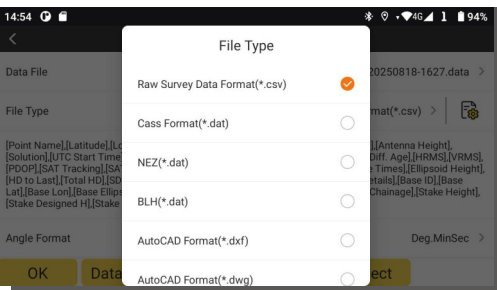 14:54 4G 1 94%
File Type
Data File 20250818-1627.data
Raw Survey Data Format(*.csv)
File Type mat(*.csv)
Cass Format(*.dat)
[Point Name],[Latitude],[Lo ],[Antenna Height],
[Solution],[UTC Start Time Diff. Age],[HRMS],[VRMS],
NEZ(*.dat)
[PDOP],[SAT Tracking],[SA e Times],[Ellipsoid Height],
[HD to Last],[Total HD],[SD etails],[Base ID],[Base
Lat],[Base Lon],[Base Ellips Chainage],[Stake Height],
BLH(*.dat)
[Stake Designed H],[Stake
Angle Format Deg.MinSec
AutoCAD Format(*.dxf)
OK Data ect
AutoCAD Format(*.dwg)